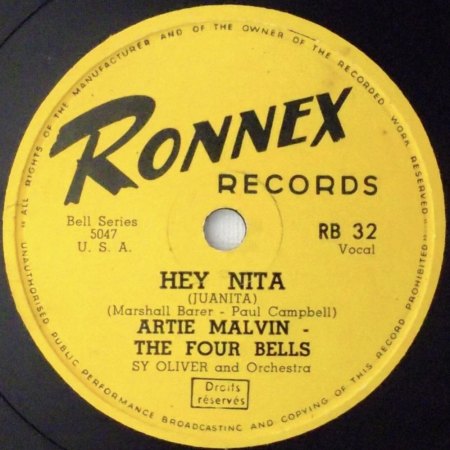 ALL RIGHTS OF THE MANUFACTURER AND OF THE OWNER OF THE RECORDED WORK RESERVED
RONNEX
RECORDS
Bell Series
5047
U. S. A.
RB 32
Vocal
HEY NITA
(JUANITA)
(Marshall Barer - Paul Campbell)
ARTIE MALVIN -
THE FOUR BELLS
SY OLIVER and Orchestra
Droits
réservés
UNAUTHORISED PUBLIC PERFORMANCE BROADCASTING AND COPYING OF THIS RECORD PROHIBITED